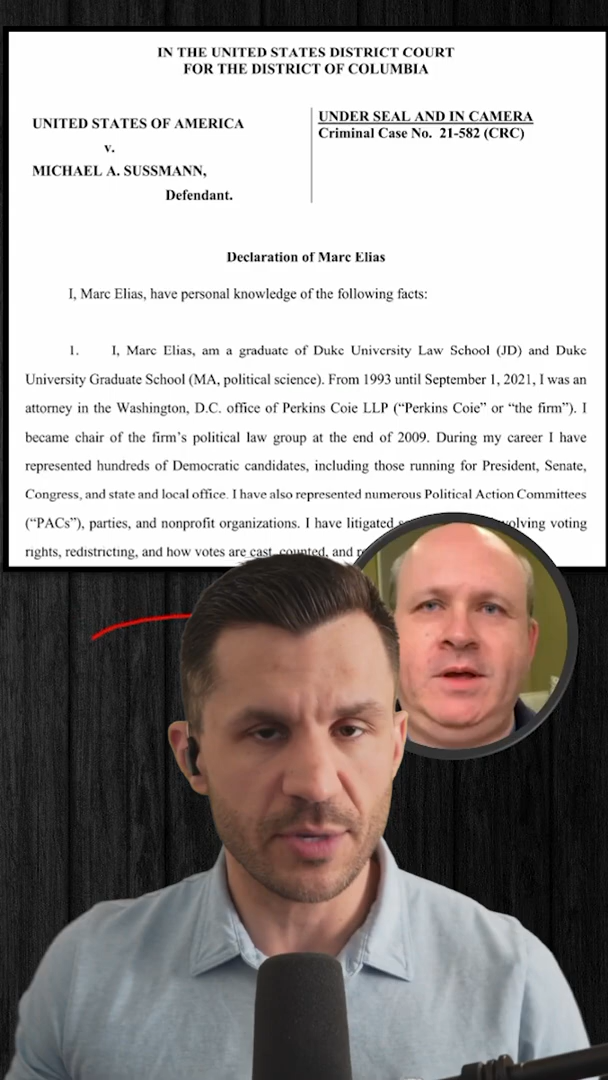 IN THE UNITED STATES DISTRICT COURT
FOR THE DISTRICT OF COLUMBIA
UNITED STATES OF AMERICA
v.
MICHAEL A. SUSSMANN,
Defendant.
UNDER SEAL AND IN CAMERA
Criminal Case No. 21-582 (CRC)
Declaration of Marc Elias
I, Marc Elias, have personal knowledge of the following facts:
1. I, Marc Elias, am a graduate of Duke University Law School (JD) and Duke
University Graduate School (MA, political science). From 1993 until September 1, 2021, I was an
attorney in the Washington, D.C. office of Perkins Coie LLP (“Perkins Coie” or “the firm”). I
became chair of the firm’s political law group at the end of 2009. During my career I have
represented hundreds of Democratic candidates, including those running for President, Senate,
Congress, and state and local office. I have also represented numerous Political Action Committees
(“PACs”), parties, and nonprofit organizations. I have litigated voting
rights, redistricting, and how votes are cast, counted, and